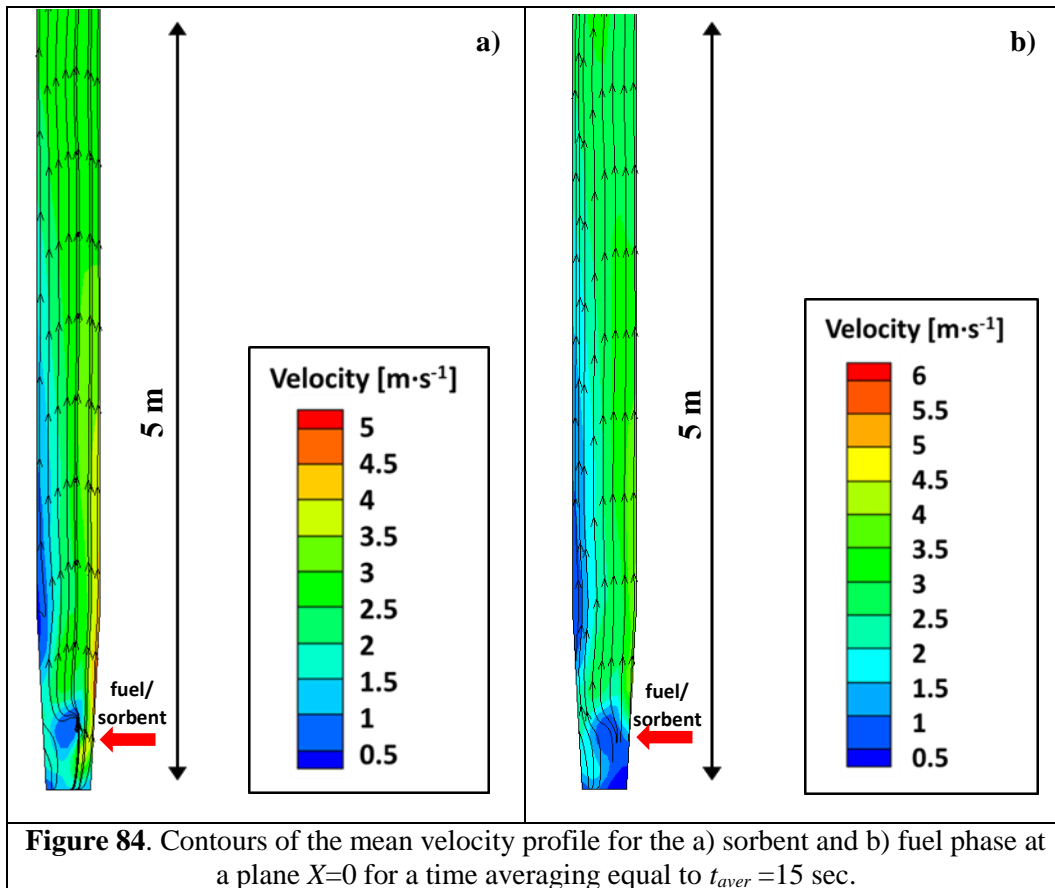 a)
5 m
Velocity [m·s⁻¹]
5
4.5
4
3.5
3
2.5
2
1.5
1
0.5
fuel/
sorbent
b)
5 m
Velocity [m·s⁻¹]
6
5.5
5
4.5
4
3.5
3
2.5
2
1.5
1
0.5
fuel/
sorbent
Figure 84. Contours of the mean velocity profile for the a) sorbent and b) fuel phase at
a plane X=0 for a time averaging equal to t_aver =15 sec.